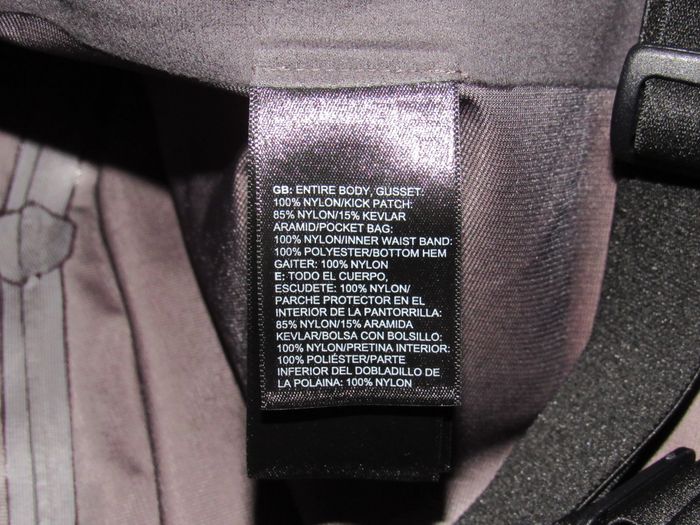 GB: ENTIRE BODY, GUSSET:
100% NYLON/KICK PATCH:
85% NYLON/15% KEVLAR
ARAMID/POCKET BAG:
100% NYLON/INNER WAIST BAND:
100% POLYESTER/BOTTOM HEM
GAITER: 100% NYLON
E: TODO EL CUERPO,
ESCUDETE: 100% NYLON/
PARCHE PROTECTOR EN EL
INTERIOR DE LA PANTORRILLA:
85% NYLON/15% ARAMIDA
KEVLAR/BOLSA CON BOLSILLO:
100% NYLON/PRETINA INTERIOR:
100% POLIÉSTER/PARTE
INFERIOR DEL DOBLADILLO DE
LA POLAINA: 100% NYLON